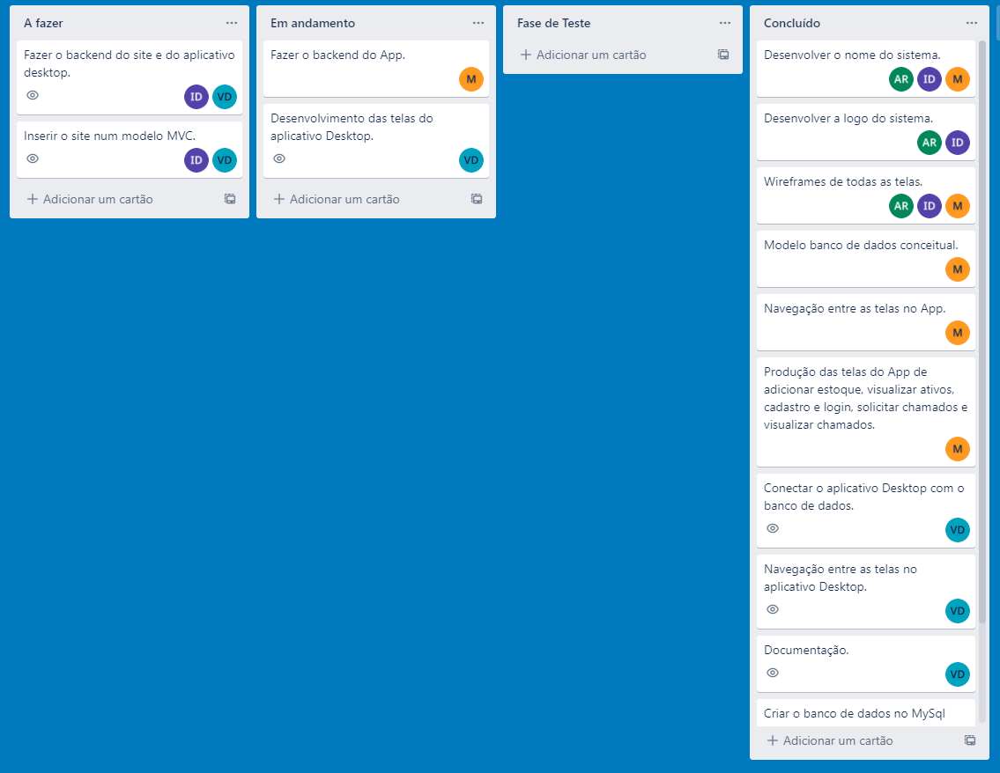 A fazer
Fazer o backend do site e do aplicativo
desktop.
ID VD
Inserir o site num modelo MVC.
ID VD
Adicionar um cartão
Em andamento
Fazer o backend do App.
M
Desenvolvimento das telas do
aplicativo Desktop.
VD
Adicionar um cartão
Fase de Teste
Adicionar um cartão
Concluído
Desenvolver o nome do sistema.
AR ID M
Desenvolver a logo do sistema.
AR ID
Wireframes de todas as telas.
AR ID M
Modelo banco de dados conceitual.
M
Navegação entre as telas no App.
M
Produção das telas do App de
adicionar estoque, visualizar ativos,
cadastro e login, solicitar chamados e
visualizar chamados.
M
Conectar o aplicativo Desktop com o
banco de dados.
VD
Navegação entre as telas no
aplicativo Desktop.
VD
Documentação.
VD
Criar o banco de dados no MySql
Adicionar um cartão